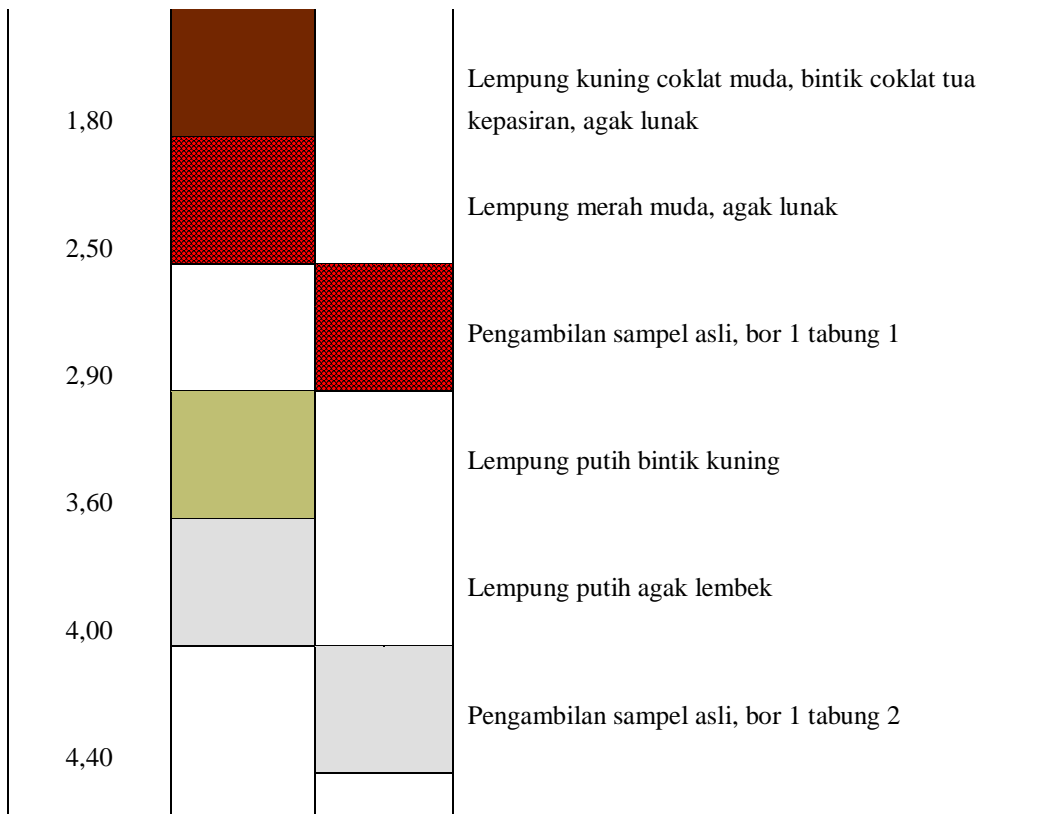 Lempung kuning coklat muda, bintik coklat tua
1,80 kepasiran, agak lunak
Lempung merah muda, agak lunak
2,50
Pengambilan sampel asli, bor 1 tabung 1
2,90
Lempung putih bintik kuning
3,60
Lempung putih agak lembek
4,00
Pengambilan sampel asli, bor 1 tabung 2
4,40